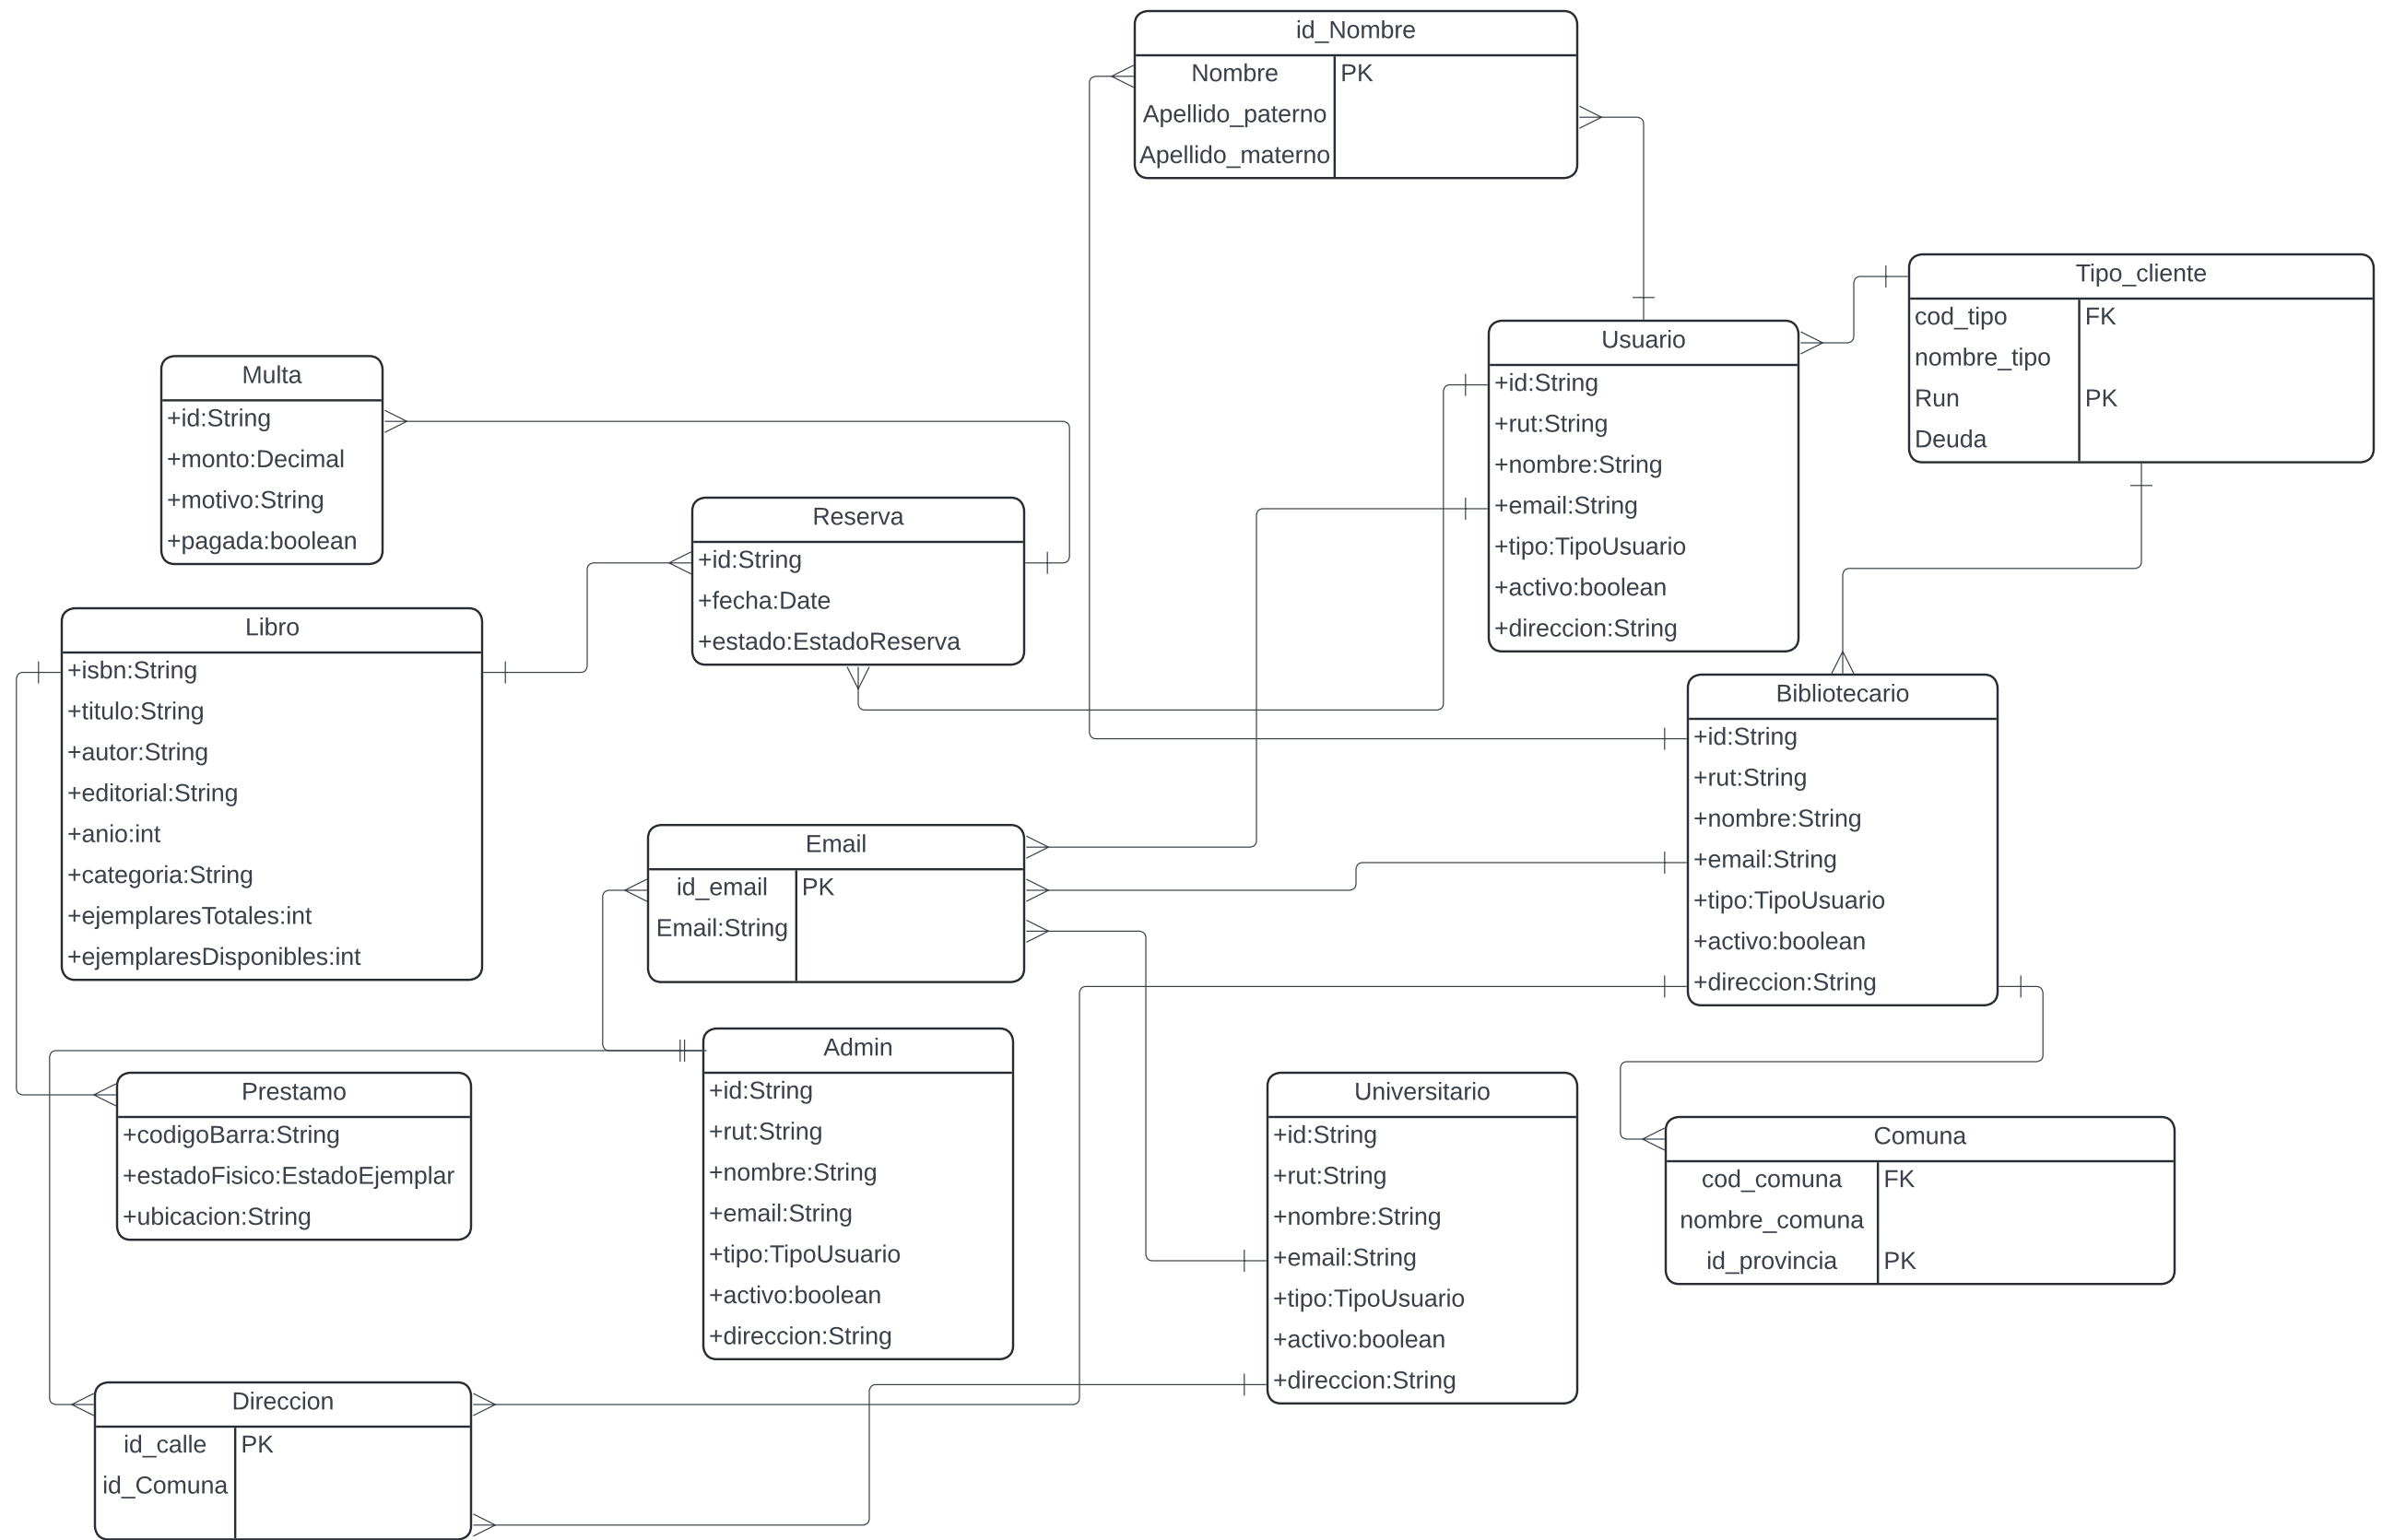 id_Nombre
Nombre PK
Apellido_paterno
Apellido_materno
Tipo_cliente
cod_tipo FK
nombre_tipo
Run PK
Deuda
Usuario
+id:String
+rut:String
+nombre:String
+email:String
+tipo:TipoUsuario
+activo:boolean
+direccion:String
Multa
+id:String
+monto:Decimal
+motivo:String
+pagada:boolean
Reserva
+id:String
+fecha:Date
+estado:EstadoReserva
Libro
+isbn:String
+titulo:String
+autor:String
+editorial:String
+anio:int
+categoria:String
+ejemplaresTotales:int
+ejemplaresDisponibles:int
Bibliotecario
+id:String
+rut:String
+nombre:String
+email:String
+tipo:TipoUsuario
+activo:boolean
+direccion:String
Email
id_email PK
Email:String
Admin
+id:String
+rut:String
+nombre:String
+email:String
+tipo:TipoUsuario
+activo:boolean
+direccion:String
Prestamo
+codigoBarra:String
+estadoFisico:EstadoEjemplar
+ubicacion:String
Universitario
+id:String
+rut:String
+nombre:String
+email:String
+tipo:TipoUsuario
+activo:boolean
+direccion:String
Comuna
cod_comuna FK
nombre_comuna
id_provincia PK
Direccion
id_calle PK
id_Comuna